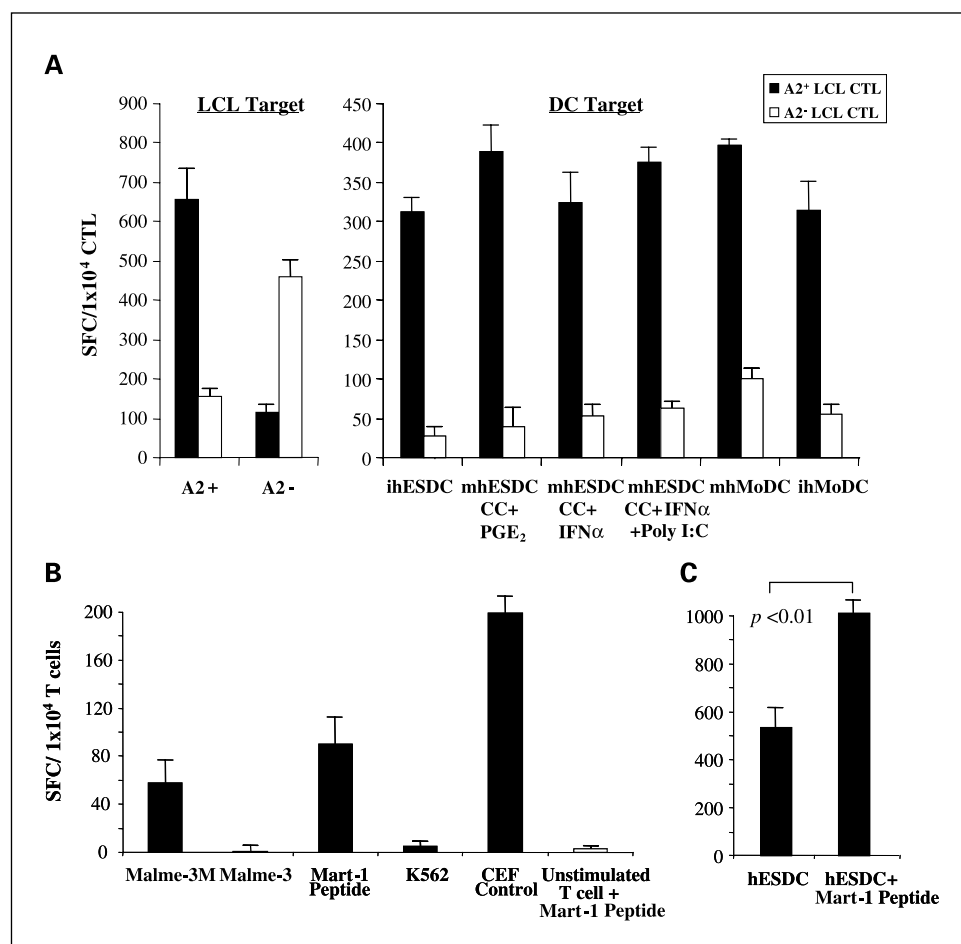 A
LCL Target
DC Target
A2⁺ LCL CTL
A2⁻ LCL CTL
SFC/1x10⁴ CTL
900
800
700
600
500
400
300
200
100
0
A2+
A2-
450
400
350
300
250
200
150
100
50
0
ihESDC
mhESDC
CC+
PGE₂
mhESDC
CC+
IFNα
mhESDC
CC+IFNα
+Poly I:C
mhMoDC
ihMoDC
B
SFC/ 1x10⁴ T cells
200
160
120
80
40
0
Malme-3M
Malme-3
Mart-1
Peptide
K562
CEF
Control
Unstimulated
T cell +
Mart-1 Peptide
C
p <0.01
1000
800
600
400
200
0
hESDC
hESDC+
Mart-1 Peptide